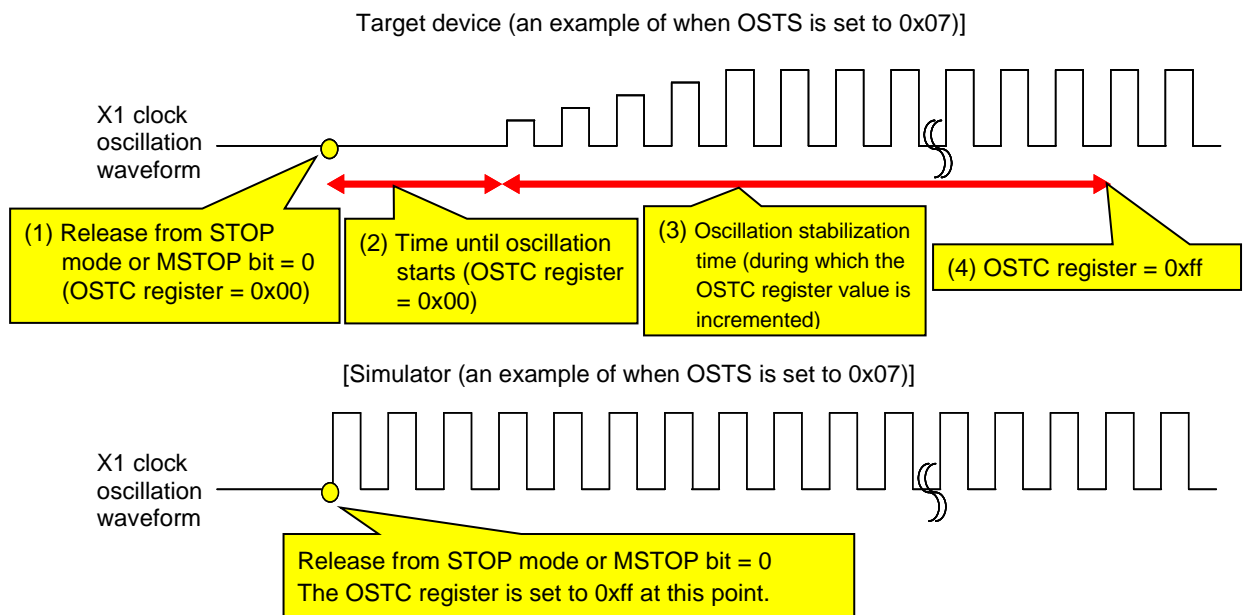 Target device (an example of when OSTS is set to 0x07)]
X1 clock
oscillation
waveform
(1) Release from STOP
mode or MSTOP bit = 0
(OSTC register = 0x00)
(2) Time until oscillation
starts (OSTC register
= 0x00)
(3) Oscillation stabilization
time (during which the
OSTC register value is
incremented)
(4) OSTC register = 0xff
[Simulator (an example of when OSTS is set to 0x07)]
X1 clock
oscillation
waveform
Release from STOP mode or MSTOP bit = 0
The OSTC register is set to 0xff at this point.